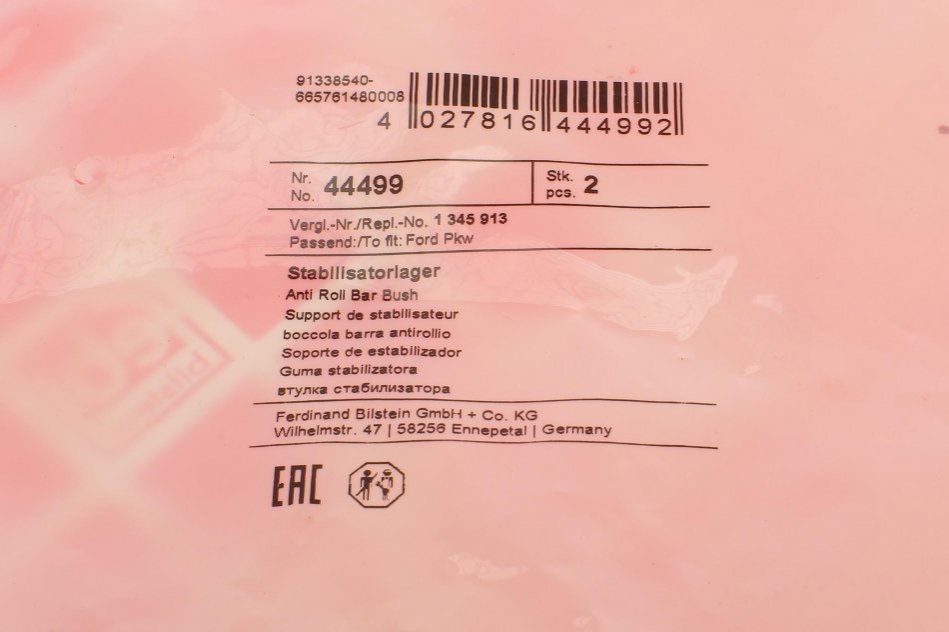 91338540-
665761480008
4 027816 444992
Nr.
No. 44499
Stk.
pcs. 2
Vergl.-Nr./Repl.-No. 1 345 913
Passend:/To fit: Ford Pkw
Stabilisatorlager
Anti Roll Bar Bush
Support de stabilisateur
boccola barra antirollio
Soporte de estabilizador
Guma stabilizatora
втулка стабилизатора
Ferdinand Bilstein GmbH + Co. KG
Wilhelmstr. 47 | 58256 Ennepetal | Germany
EAC